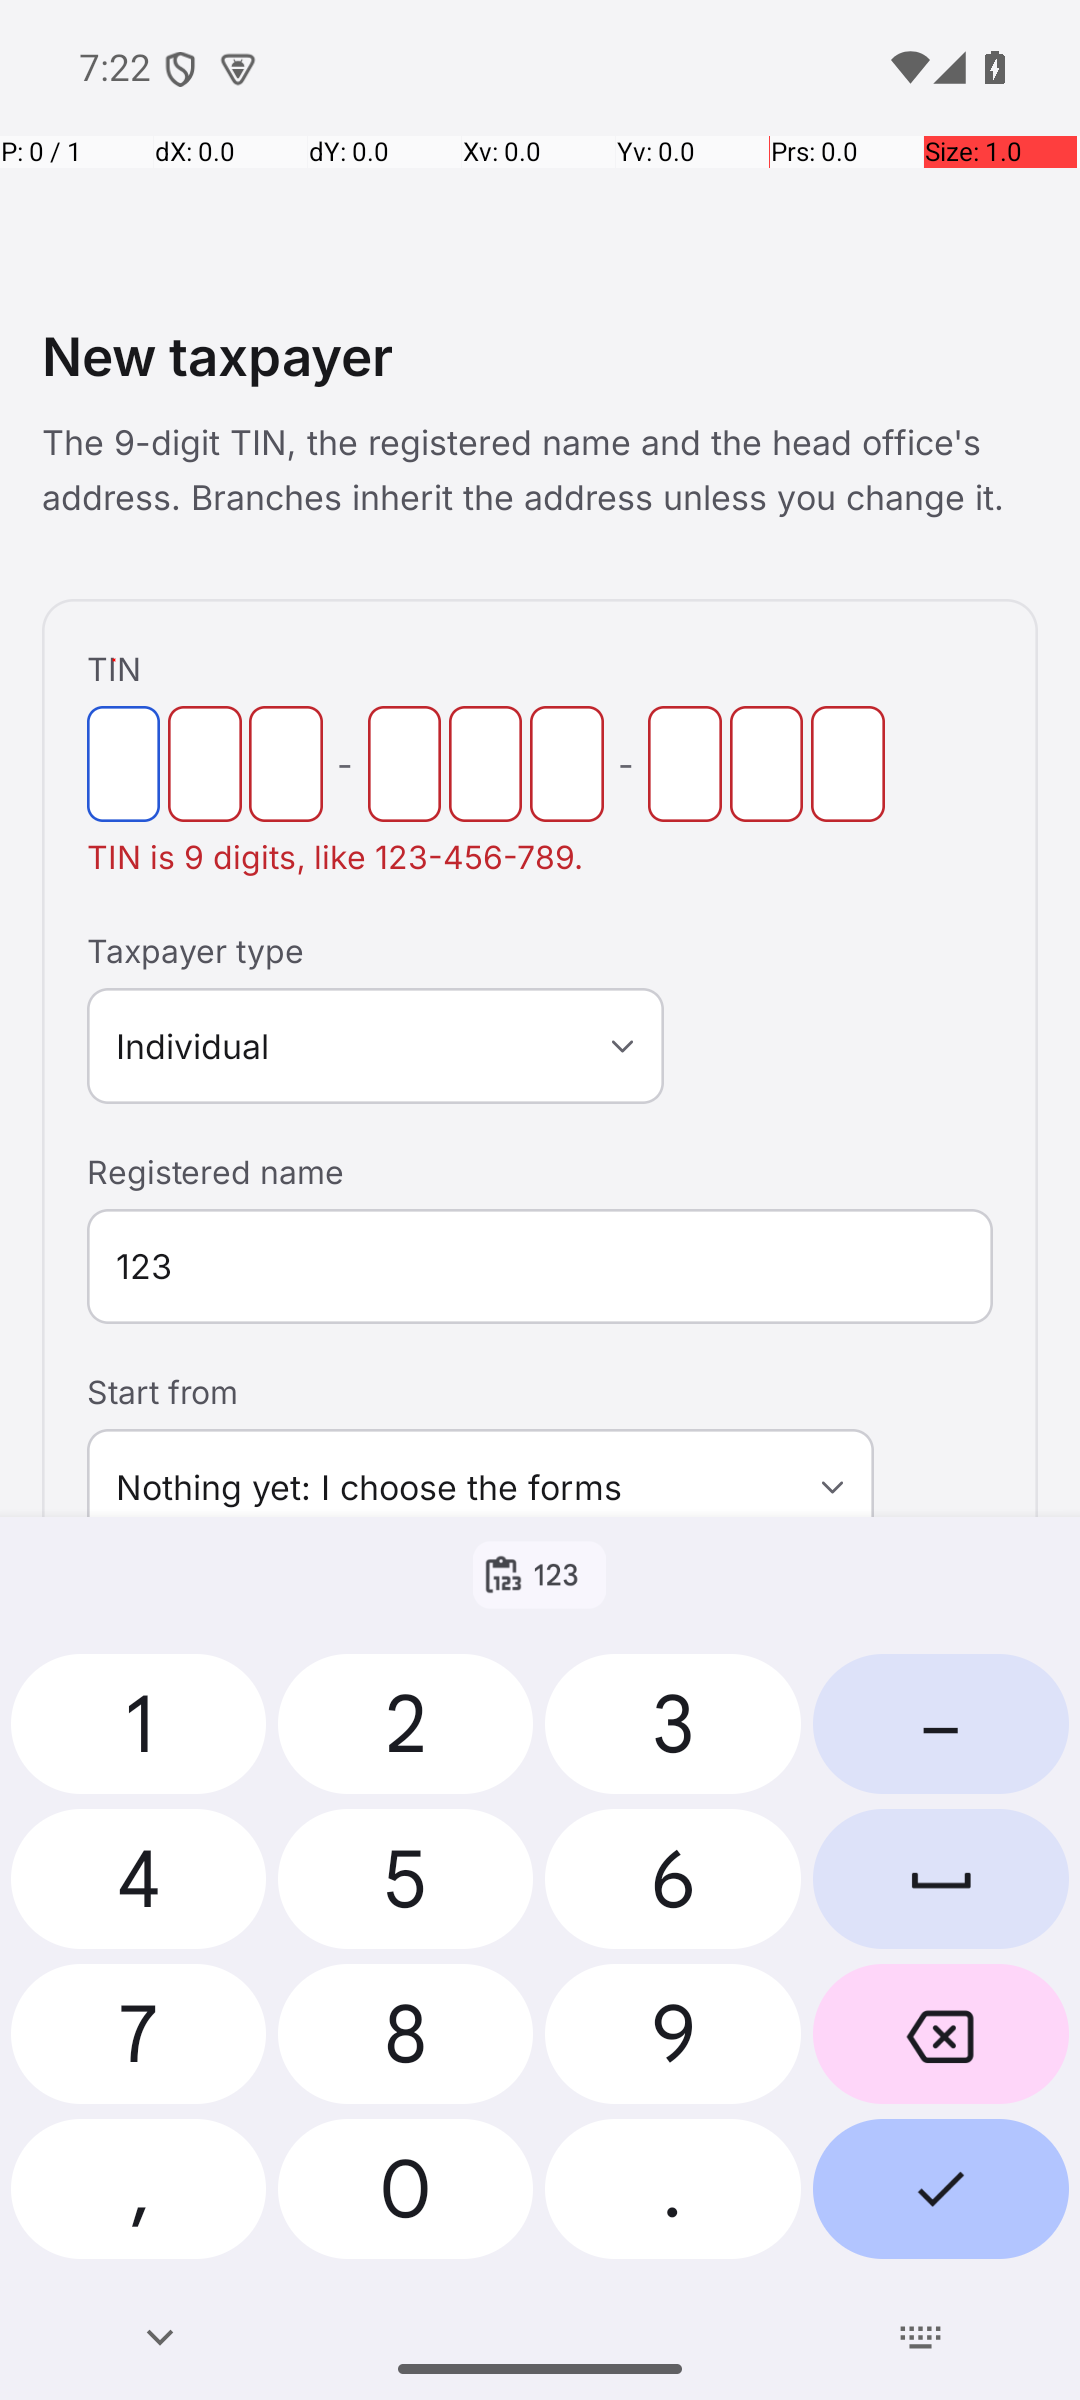 7:22
P: 0 / 1 dX: 0.0 dY: 0.0 Xv: 0.0 Yv: 0.0 Prs: 0.0 Size: 1.0
New taxpayer
The 9-digit TIN, the registered name and the head office's
address. Branches inherit the address unless you change it.
TIN
- -
TIN is 9 digits, like 123-456-789.
Taxpayer type
Individual
Registered name
123
Start from
Nothing yet: I choose the forms
123 123
1 2 3 –
4 5 6
7 8 9
, 0 .